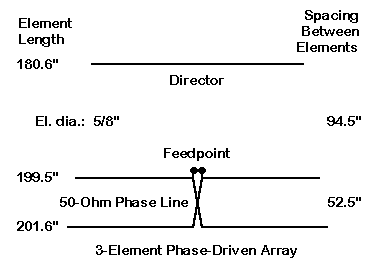 Element
Length
Spacing
Between
Elements
180.6"
Director
El. dia.: 5/8"
94.5"
Feedpoint
199.5"
50-Ohm Phase Line
52.5"
201.6"
3-Element Phase-Driven Array